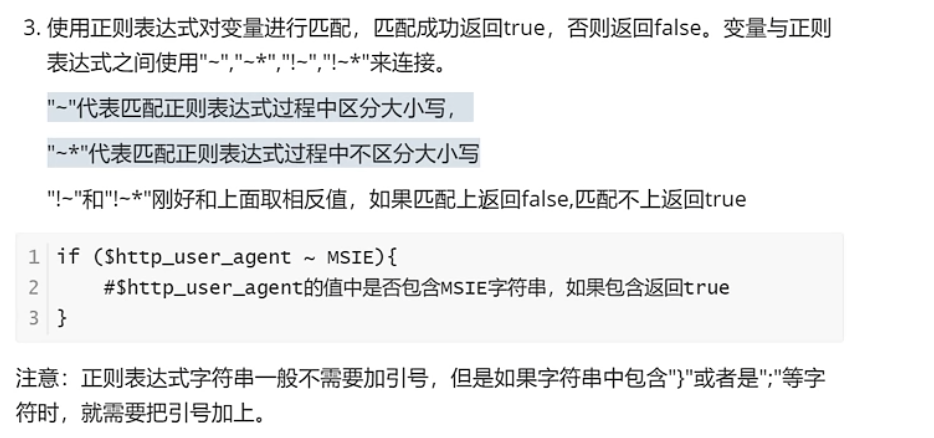 3. 使用正则表达式对变量进行匹配，匹配成功返回true，否则返回false。变量与正则
表达式之间使用"~","~*","!~","!~*"来连接。
"~"代表匹配正则表达式过程中区分大小写，
"~*"代表匹配正则表达式过程中不区分大小写
"!~"和"!~*"刚好和上面取相反值，如果匹配上返回false,匹配不上返回true
1 if ($http_user_agent ~ MSIE){
2     #$http_user_agent的值中是否包含MSIE字符串，如果包含返回true
3 }
注意：正则表达式字符串一般不需要加引号，但是如果字符串中包含"}"或者是";"等字
符时，就需要把引号加上。